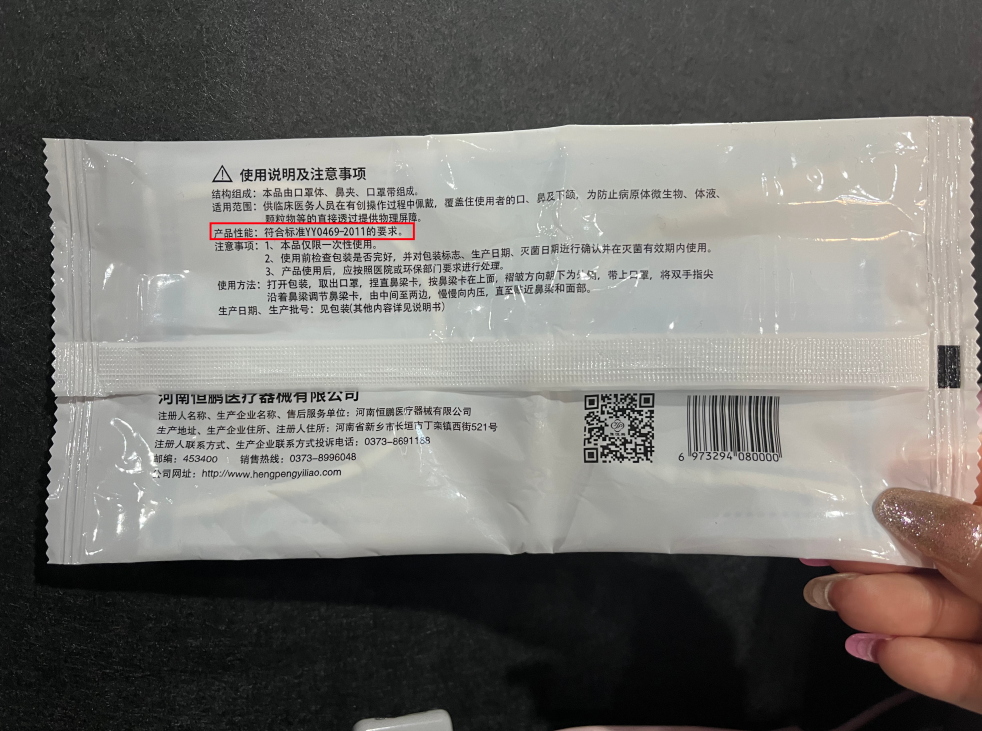 使用说明及注意事项
结构组成：本品由口罩体、鼻夹、口罩带组成。
适用范围：供临床医务人员在有创操作过程中佩戴，覆盖住使用者的口、鼻及下颌，为防止病原体微生物、体液、
颗粒物等的直接透过提供物理屏障。
产品性能：符合标准YY0469-2011的要求。
注意事项：1、本品仅限一次性使用。
2、使用前检查包装是否完好，并对包装标志、生产日期、灭菌日期进行确认并在灭菌有效期内使用。
3、产品使用后，应按照医院或环保部门要求进行处理。
使用方法：打开包装，取出口罩，捏直鼻梁卡，按鼻梁卡在上面，褶皱方向朝下为外，带上口罩，将双手指尖
沿着鼻梁调节鼻梁卡，由中间至两边，慢慢向内压，直至贴近鼻梁和面部。
生产日期、生产批号：见包装(其他内容详见说明书)
河南恒鹏医疗器械有限公司
注册人名称、生产企业名称、售后服务单位：河南恒鹏医疗器械有限公司
生产地址、生产企业住所、注册人住所：河南省新乡市长垣市丁栾镇西街521号
注册人联系方式、生产企业联系方式投诉电话：0373-8691188
邮编：453400 销售热线：0373-8996048
公司网址：http://www.hengpengyiliao.com
6 973294 080000